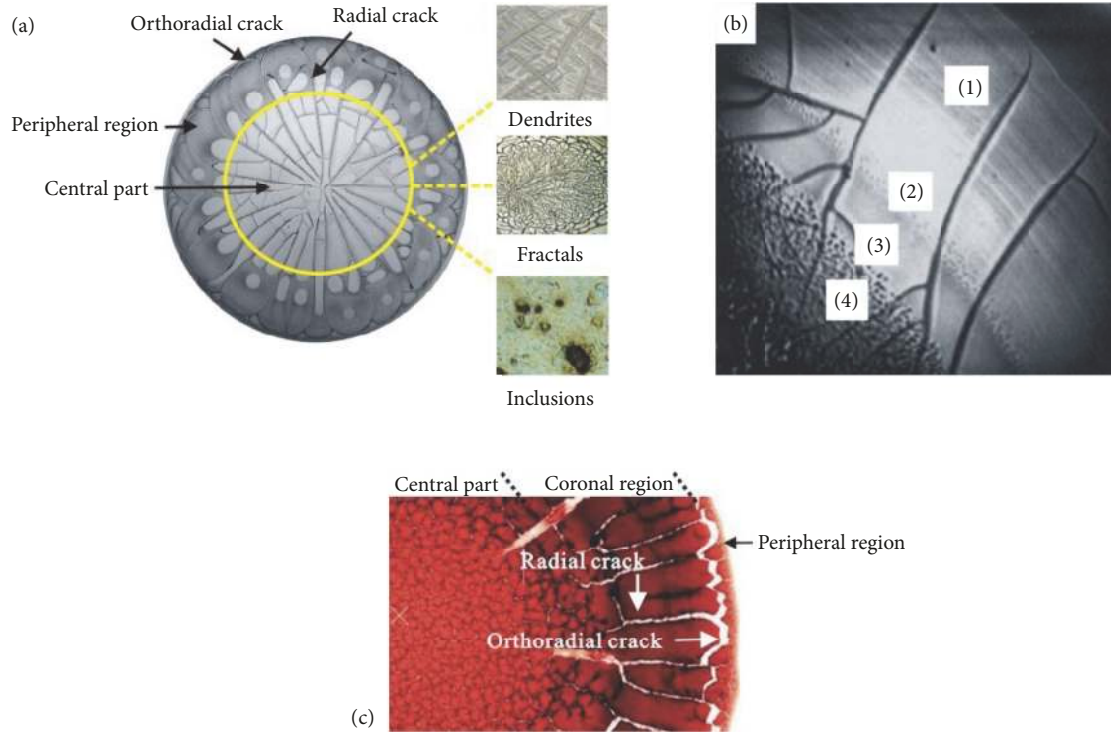 (a)
Orthoradial crack
Radial crack
Peripheral region
Central part
Dendrites
Fractals
Inclusions
(b)
(1)
(2)
(3)
(4)
Central part
Coronal region
Peripheral region
Radial crack
Orthoradial crack
(c)